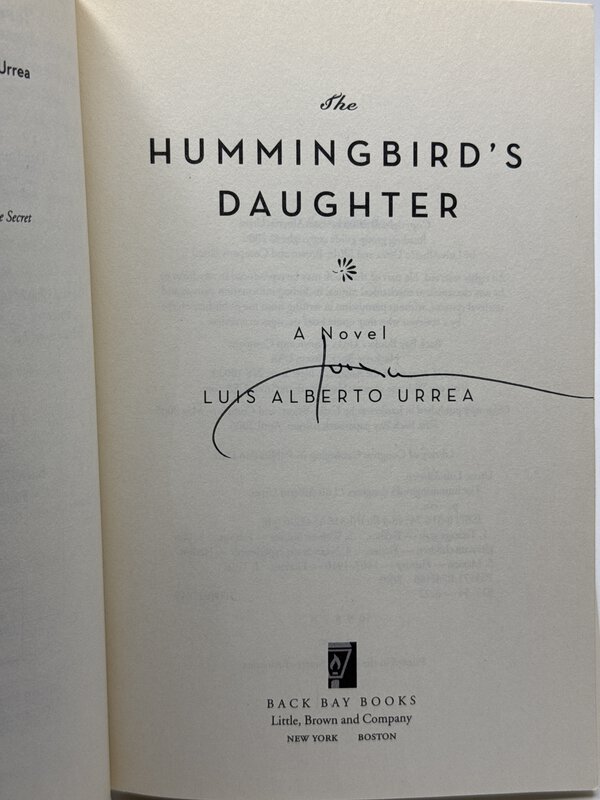 Urrea
e Secret
The
HUMMINGBIRD'S
DAUGHTER
A Novel
LUIS ALBERTO URREA
BACK BAY BOOKS
Little, Brown and Company
NEW YORK BOSTON